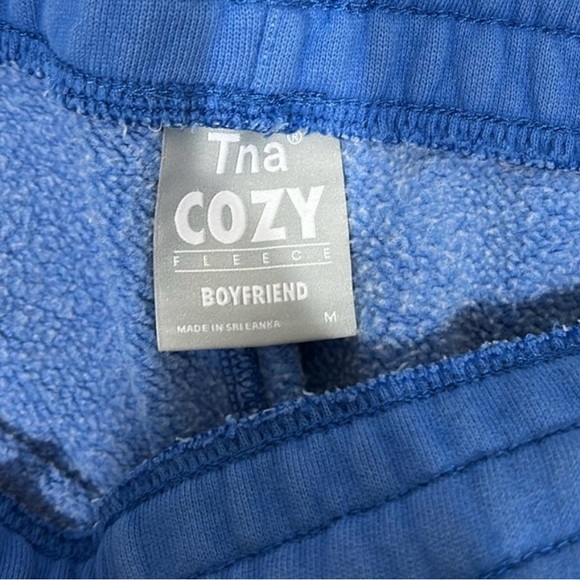 Tna®
COZY
FLEECE
BOYFRIEND
MADE IN SRI LANKA M